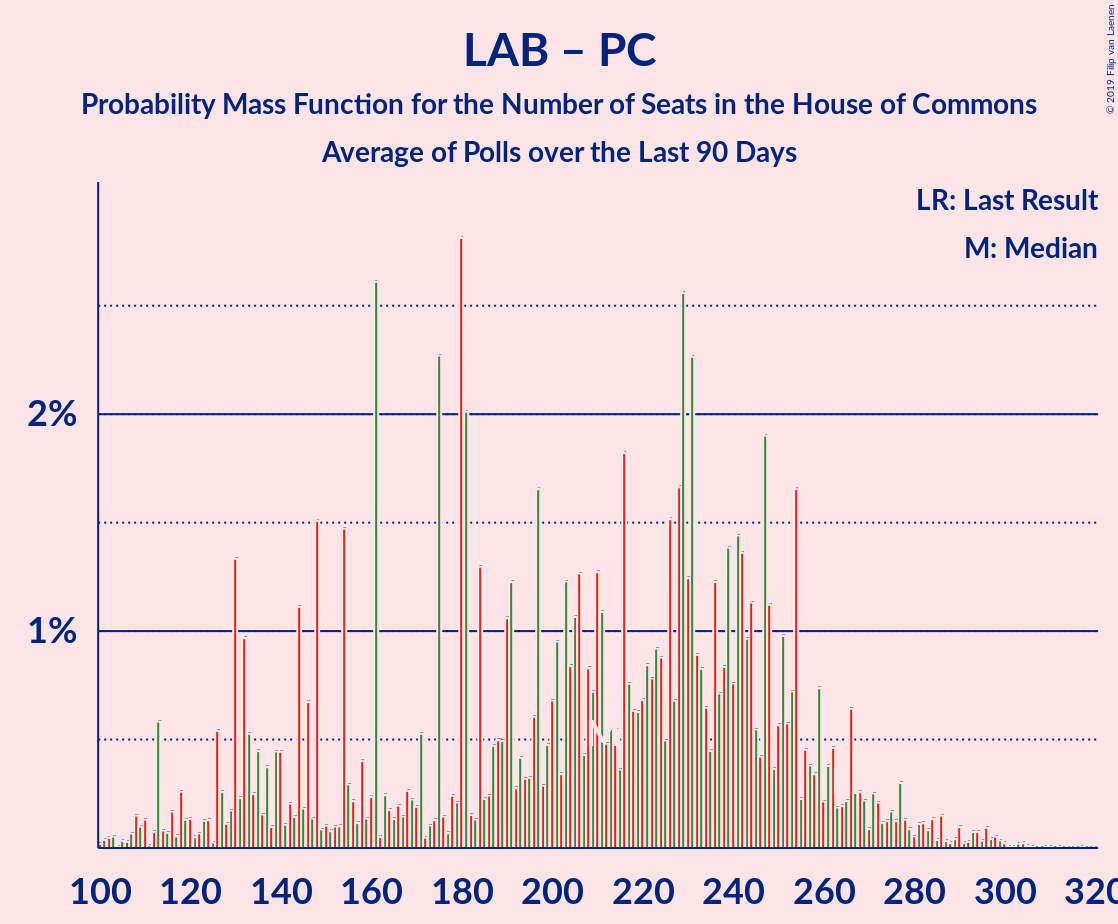 LAB – PC
Probability Mass Function for the Number of Seats in the House of Commons
Average of Polls over the Last 90 Days
© 2019 Filip van Laenen
LR: Last Result
M: Median
2%
1%
M
100 120 140 160 180 200 220 240 260 280 300 320